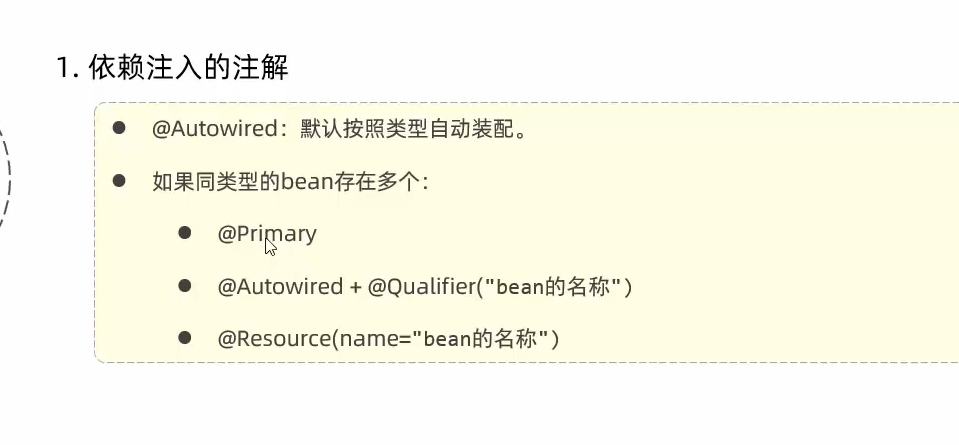 1. 依赖注入的注解
@Autowired：默认按照类型自动装配。
如果同类型的bean存在多个：
@Primary
@Autowired + @Qualifier("bean的名称")
@Resource(name="bean的名称")